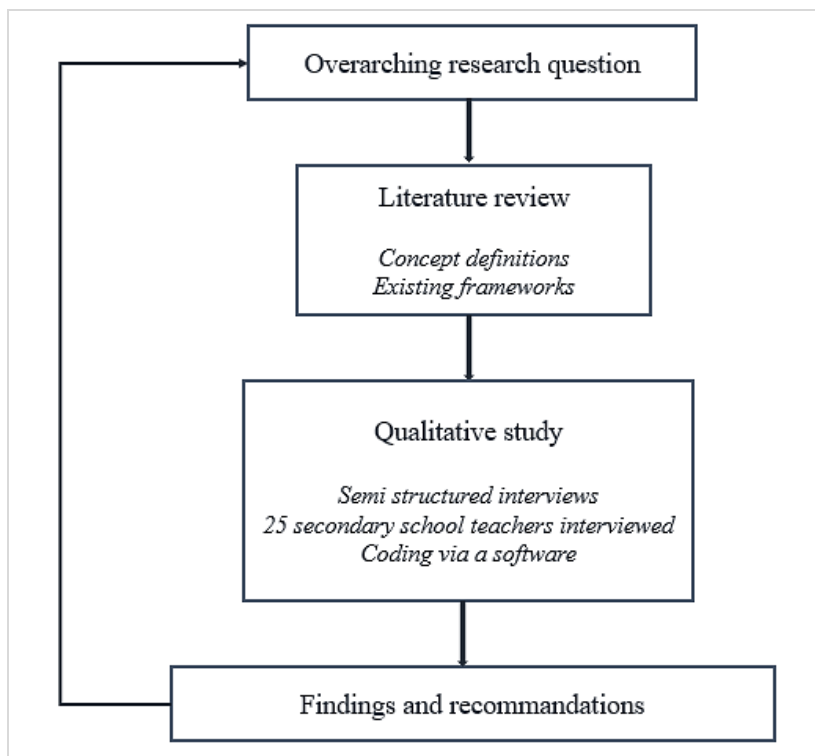 Overarching research question
Literature review
Concept definitions
Existing frameworks
Qualitative study
Semi structured interviews
25 secondary school teachers interviewed
Coding via a software
Findings and recommandations